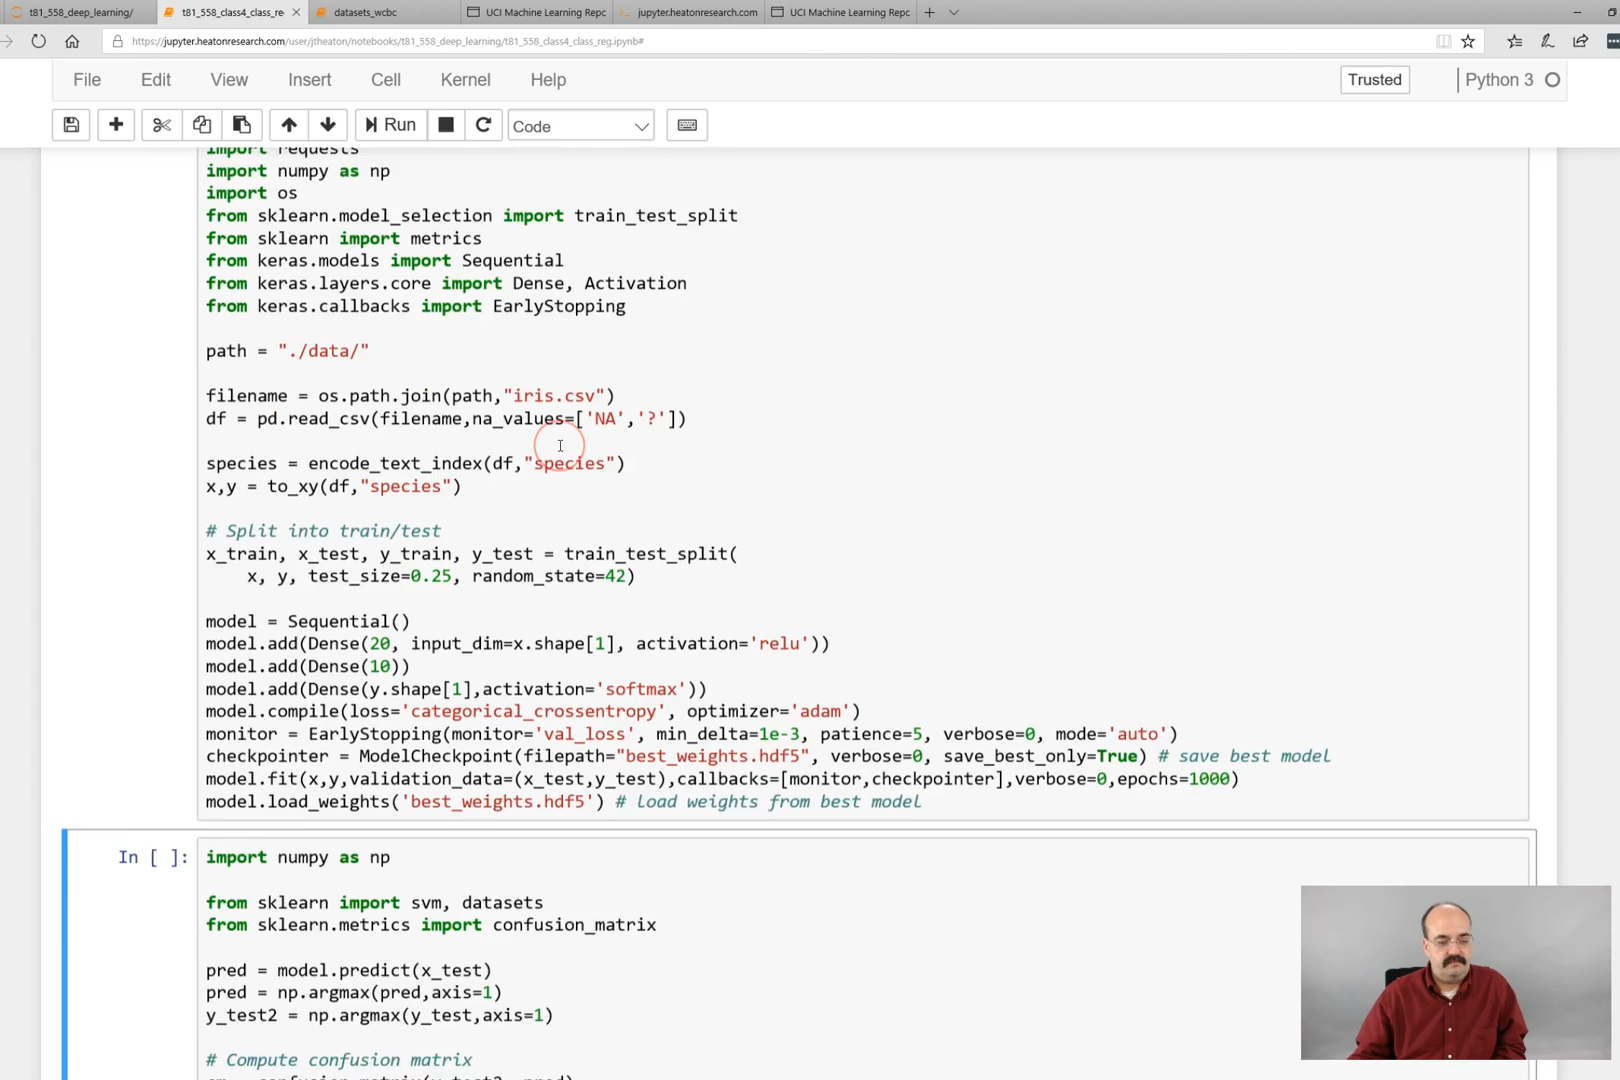 t81_558_deep_learning/
t81_558_class4_class_re
datasets_wcbc
UCI Machine Learning Repc
jupyter.heatonresearch.com
UCI Machine Learning Repc
https://jupyter.heatonresearch.com/user/jtheaton/notebooks/t81_558_deep_learning/t81_558_class4_class_reg.ipynb#
File Edit View Insert Cell Kernel Help Trusted Python 3
Run Code
import requests
import numpy as np
import os
from sklearn.model_selection import train_test_split
from sklearn import metrics
from keras.models import Sequential
from keras.layers.core import Dense, Activation
from keras.callbacks import EarlyStopping
path = "./data/"
filename = os.path.join(path,"iris.csv")
df = pd.read_csv(filename,na_values=['NA','?'])
species = encode_text_index(df,"species")
x,y = to_xy(df,"species")
# Split into train/test
x_train, x_test, y_train, y_test = train_test_split(
x, y, test_size=0.25, random_state=42)
model = Sequential()
model.add(Dense(20, input_dim=x.shape[1], activation='relu'))
model.add(Dense(10))
model.add(Dense(y.shape[1],activation='softmax'))
model.compile(loss='categorical_crossentropy', optimizer='adam')
monitor = EarlyStopping(monitor='val_loss', min_delta=1e-3, patience=5, verbose=0, mode='auto')
checkpointer = ModelCheckpoint(filepath="best_weights.hdf5", verbose=0, save_best_only=True) # save best model
model.fit(x,y,validation_data=(x_test,y_test),callbacks=[monitor,checkpointer],verbose=0,epochs=1000)
model.load_weights('best_weights.hdf5') # load weights from best model
In [ ]: import numpy as np
from sklearn import svm, datasets
from sklearn.metrics import confusion_matrix
pred = model.predict(x_test)
pred = np.argmax(pred,axis=1)
y_test2 = np.argmax(y_test,axis=1)
# Compute confusion matrix